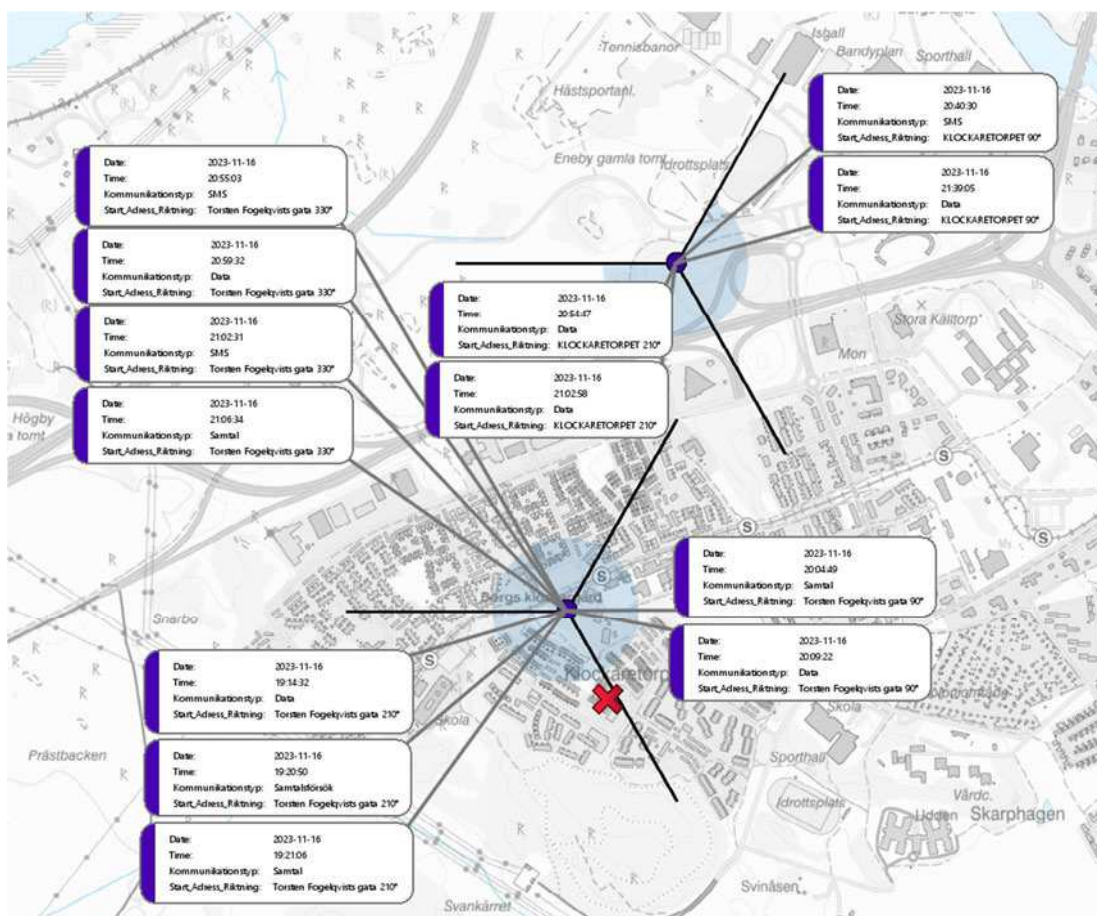 Isgall
Bandyplan
Sporthall
Tennisbanor
Hästsportanl.
Eneby gamla tomt
Idrottsplats
Date: 2023-11-16
Time: 20:40:30
Kommunikationstyp: SMS
Start_Adress_Riktning: KLOCKARETORPET 90°
Date: 2023-11-16
Time: 21:39:05
Kommunikationstyp: Data
Start_Adress_Riktning: KLOCKARETORPET 90°
Date: 2023-11-16
Time: 20:55:03
Kommunikationstyp: SMS
Start_Adress_Riktning: Torsten Fogelqvists gata 330°
Date: 2023-11-16
Time: 20:59:32
Kommunikationstyp: Data
Start_Adress_Riktning: Torsten Fogelqvists gata 330°
Date: 2023-11-16
Time: 21:02:31
Kommunikationstyp: SMS
Start_Adress_Riktning: Torsten Fogelqvists gata 330°
Date: 2023-11-16
Time: 21:06:34
Kommunikationstyp: Samtal
Start_Adress_Riktning: Torsten Fogelqvists gata 330°
Date: 2023-11-16
Time: 20:54:47
Kommunikationstyp: Data
Start_Adress_Riktning: KLOCKARETORPET 210°
Date: 2023-11-16
Time: 21:02:58
Kommunikationstyp: Data
Start_Adress_Riktning: KLOCKARETORPET 210°
Stora Källtorp
Mon
Högby
a tomt
S
S
S
S
S
Klockaretorp
Date: 2023-11-16
Time: 20:04:49
Kommunikationstyp: Samtal
Start_Adress_Riktning: Torsten Fogelqvists gata 90°
Date: 2023-11-16
Time: 20:09:22
Kommunikationstyp: Data
Start_Adress_Riktning: Torsten Fogelqvists gata 90°
Snarbo
Date: 2023-11-16
Time: 19:14:32
Kommunikationstyp: Data
Start_Adress_Riktning: Torsten Fogelqvists gata 210°
Date: 2023-11-16
Time: 19:20:50
Kommunikationstyp: Samtalsförsök
Start_Adress_Riktning: Torsten Fogelqvists gata 210°
Date: 2023-11-16
Time: 19:21:06
Kommunikationstyp: Samtal
Start_Adress_Riktning: Torsten Fogelqvists gata 210°
Skola
Skola
Prästbacken
Sporthall
Idrottsplats
Vårdc.
Udden
Skarphagen
Svinåsen
Svankärret